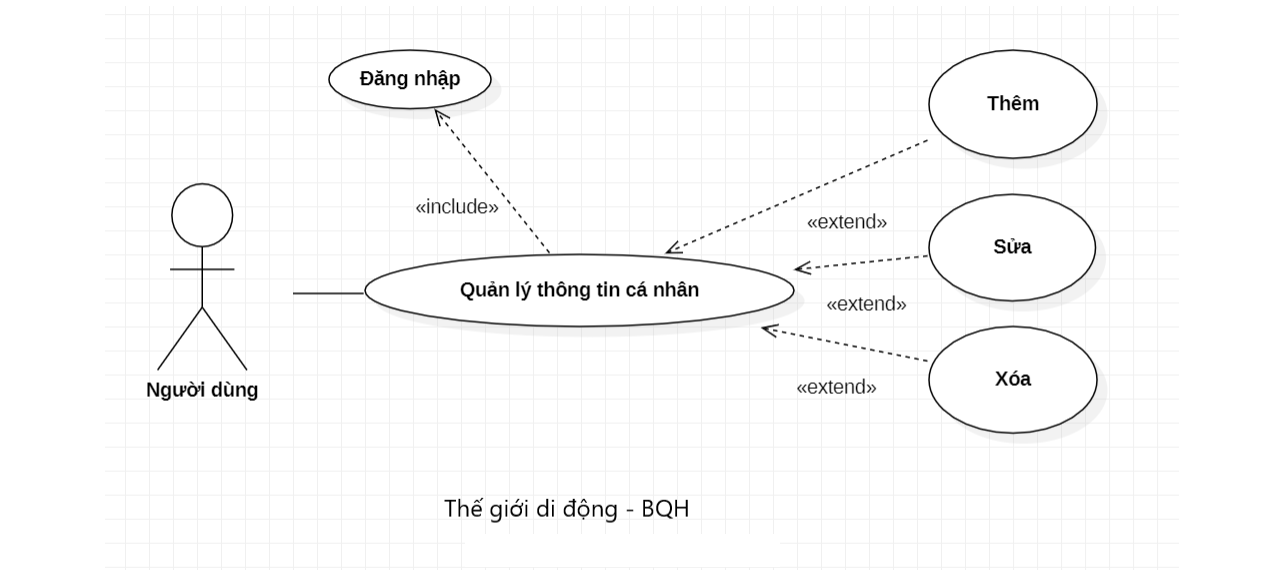 Đăng nhập
Thêm
«include»
«extend»
Sửa
Quản lý thông tin cá nhân
«extend»
Xóa
«extend»
Người dùng
Thế giới di động - BQH